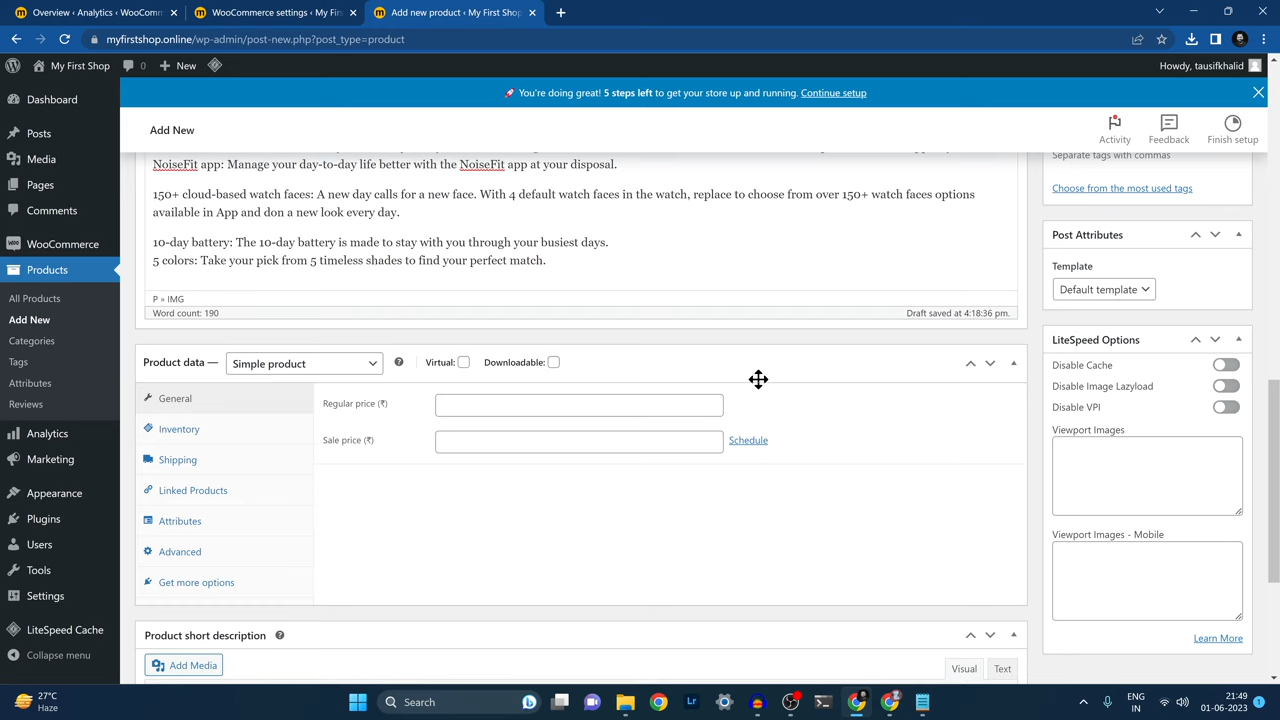 Overview ‹ Analytics ‹ WooComm
WooCommerce settings ‹ My First
Add new product ‹ My First Shop
myfirstshop.online/wp-admin/post-new.php?post_type=product
My First Shop
0
New
Howdy, tausifkhalid
🚀 You're doing great! 5 steps left to get your store up and running. Continue setup
Add New
Activity
Feedback
Finish setup
Dashboard
Posts
Media
Pages
Comments
WooCommerce
Products
All Products
Add New
Categories
Tags
Attributes
Reviews
Analytics
Marketing
Appearance
Plugins
Users
Tools
Settings
LiteSpeed Cache
Collapse menu
NoiseFit app: Manage your day-to-day life better with the NoiseFit app at your disposal.
150+ cloud-based watch faces: A new day calls for a new face. With 4 default watch faces in the watch, replace to choose from over 150+ watch faces options
available in App and don a new look every day.
10-day battery: The 10-day battery is made to stay with you through your busiest days.
5 colors: Take your pick from 5 timeless shades to find your perfect match.
P » IMG
Word count: 190
Draft saved at 4:18:36 pm.
Product data —
Simple product
Virtual:
Downloadable:
General
Inventory
Shipping
Linked Products
Attributes
Advanced
Get more options
Regular price (₹)
Sale price (₹)
Schedule
Product short description
Add Media
Visual
Text
Separate tags with commas
Choose from the most used tags
Post Attributes
Template
Default template
LiteSpeed Options
Disable Cache
Disable Image Lazyload
Disable VPI
Viewport Images
Viewport Images - Mobile
Learn More
27°C
Haze
Search
Lr
ENG
IN
21:49
01-06-2023
1